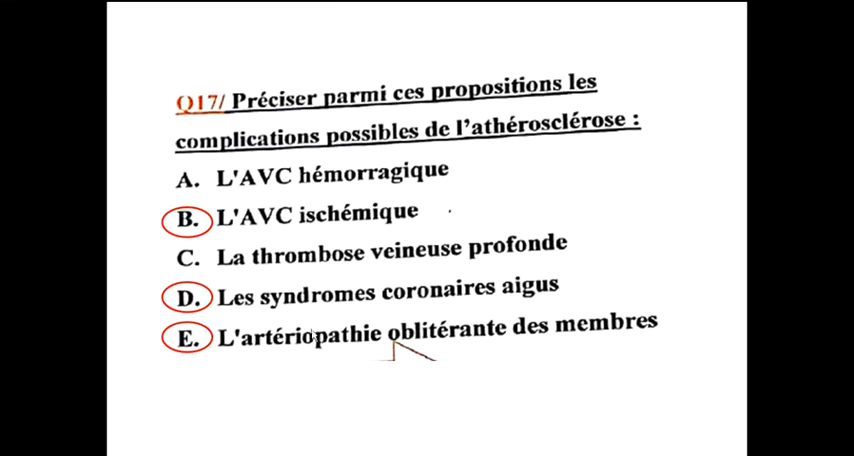 Q17/ Préciser parmi ces propositions les
complications possibles de l'athérosclérose :
A. L'AVC hémorragique
B. L'AVC ischémique
C. La thrombose veineuse profonde
D. Les syndromes coronaires aigus
E. L'artériopathie oblitérante des membres